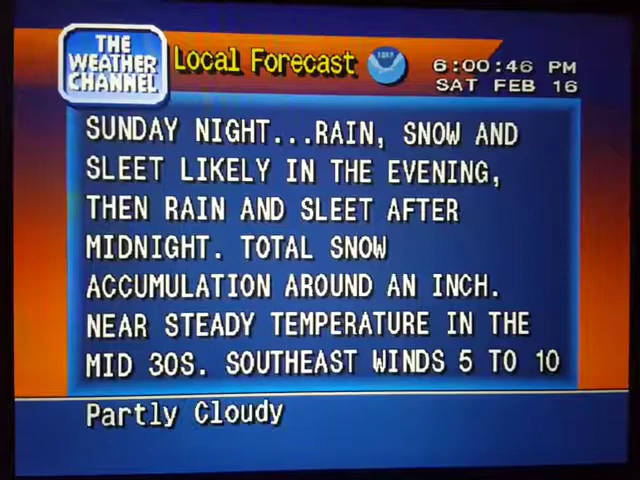 THE
WEATHER
CHANNEL
Local Forecast
6:00:46 PM
SAT FEB 16
SUNDAY NIGHT...RAIN, SNOW AND
SLEET LIKELY IN THE EVENING,
THEN RAIN AND SLEET AFTER
MIDNIGHT. TOTAL SNOW
ACCUMULATION AROUND AN INCH.
NEAR STEADY TEMPERATURE IN THE
MID 30S. SOUTHEAST WINDS 5 TO 10
Partly Cloudy